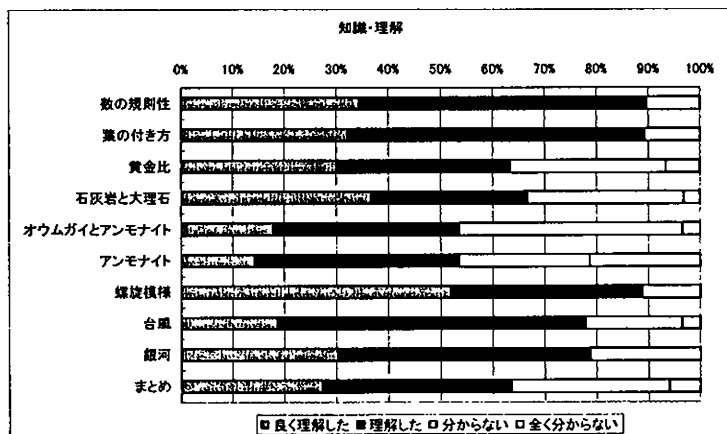 知識・理解
0% 10% 20% 30% 40% 50% 60% 70% 80% 90% 100%
数の規則性
葉の付き方
黄金比
石灰岩と大理石
オウムガイとアンモナイト
アンモナイト
螺旋模様
台風
銀河
まとめ
良く理解した 理解した 分からない 全く分からない